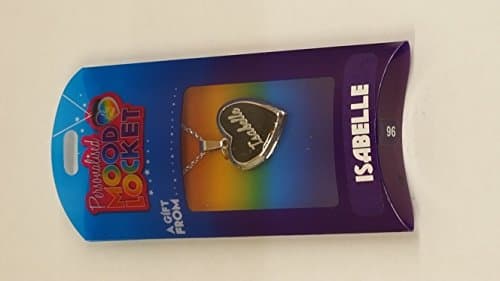 Personalised
MOOD
LOCKET
A GIFT
FROM...
Isabelle
ISABELLE
96